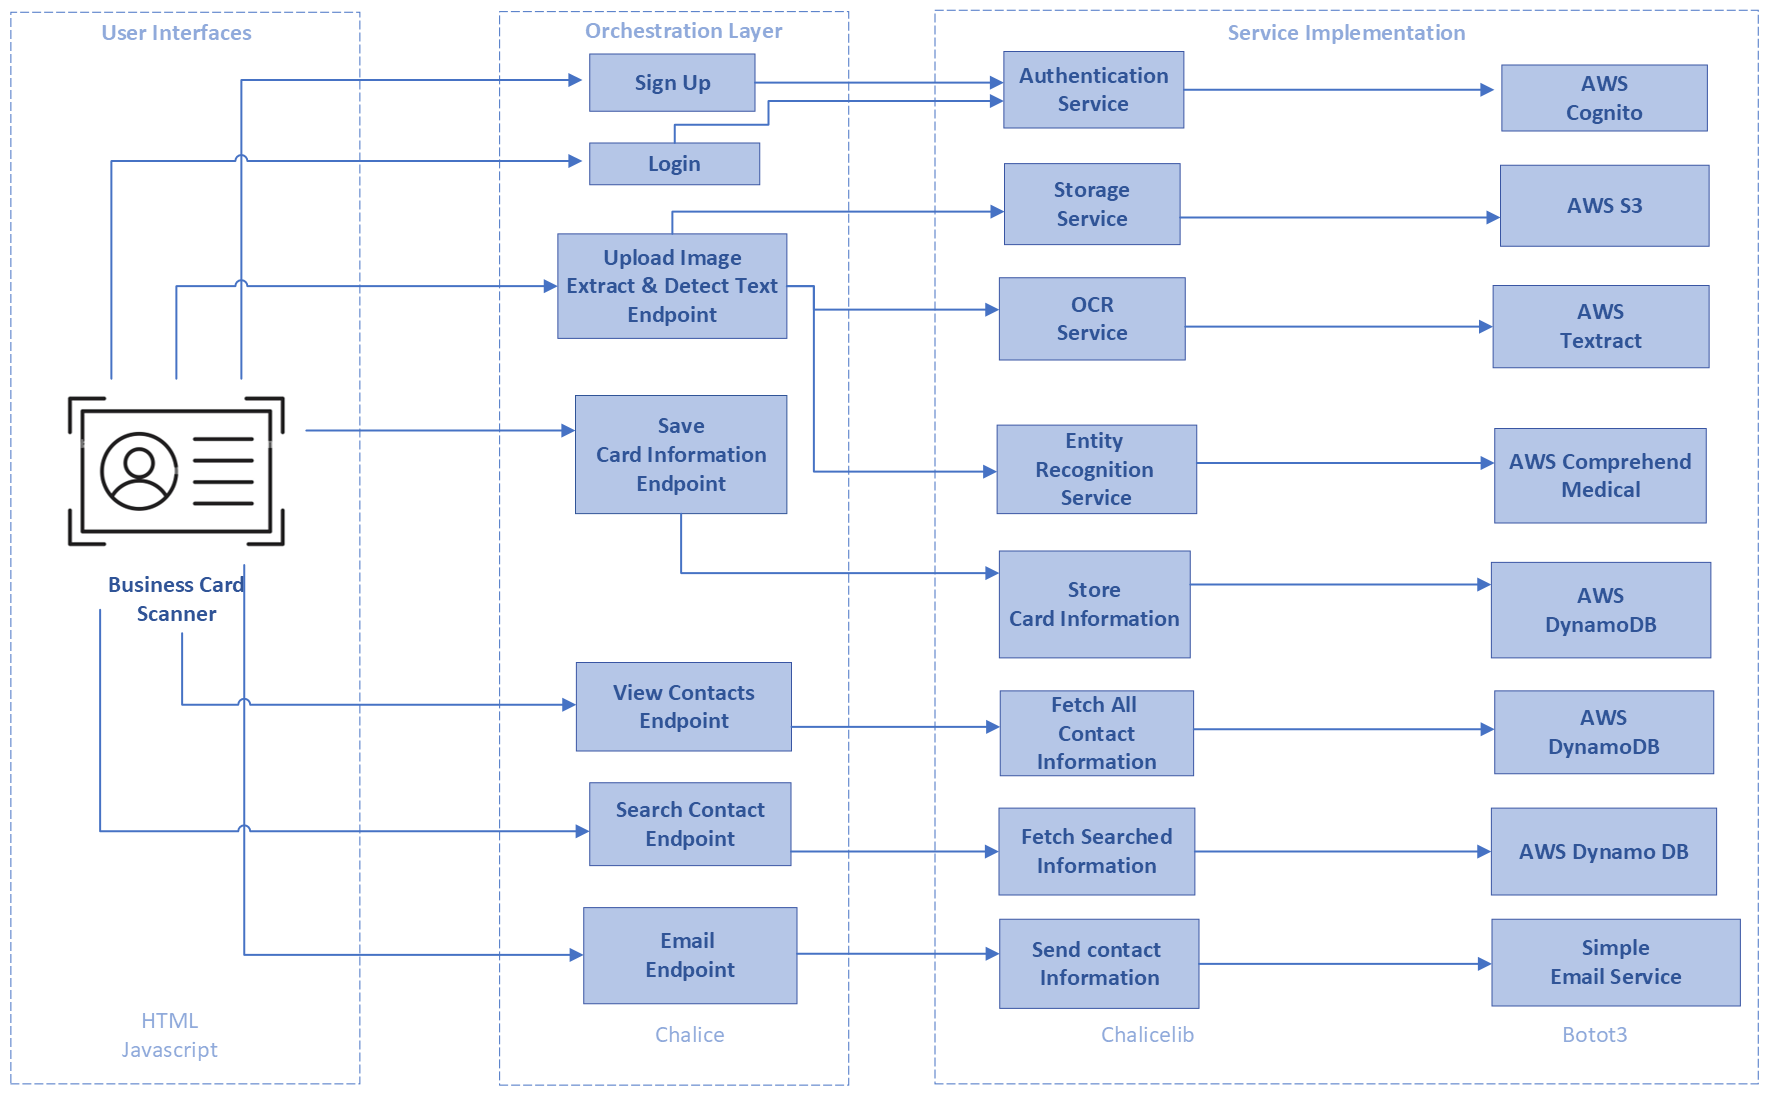 User Interfaces
Business Card
Scanner
HTML
Javascript
Orchestration Layer
Sign Up
Login
Upload Image
Extract & Detect Text
Endpoint
Save
Card Information
Endpoint
View Contacts
Endpoint
Search Contact
Endpoint
Email
Endpoint
Chalice
Service Implementation
Authentication
Service
AWS
Cognito
Storage
Service
AWS S3
OCR
Service
AWS
Textract
Entity
Recognition
Service
AWS Comprehend
Medical
Store
Card Information
AWS
DynamoDB
Fetch All
Contact
Information
AWS
DynamoDB
Fetch Searched
Information
AWS Dynamo DB
Send contact
Information
Simple
Email Service
Chalicelib
Botot3